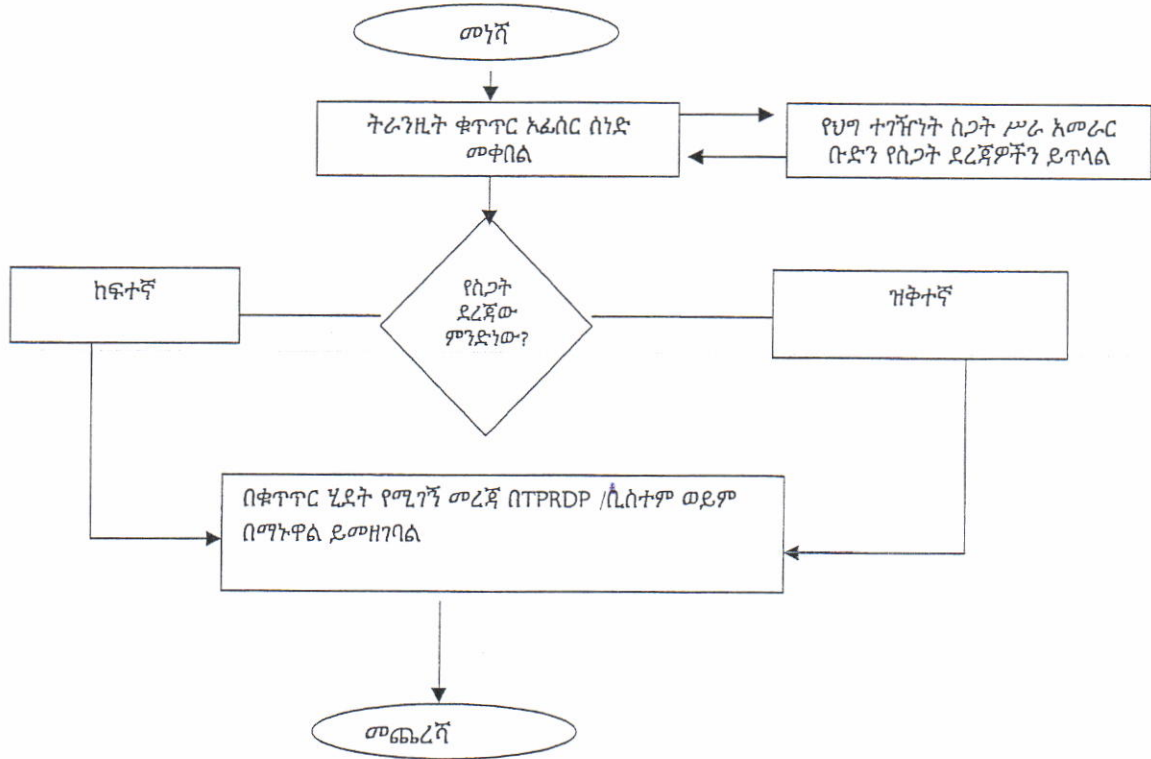 መነሻ
ትራንዚት ቁጥጥር ኦፊሰር ሰነድ
መቀበል
የህግ ተገዥነት ስጋት ሥራ አመራር
ቡድን የስጋት ደረጃዎችን ይጥላል
የስጋት
ደረጃው
ምንድነው?
ከፍተኛ
ዝቅተኛ
በቁጥጥር ሂደት የሚገኝ መረጃ በTPRDP /ሲስተም ወይም
በማኑዋል ይመዘገባል
መጨረሻ